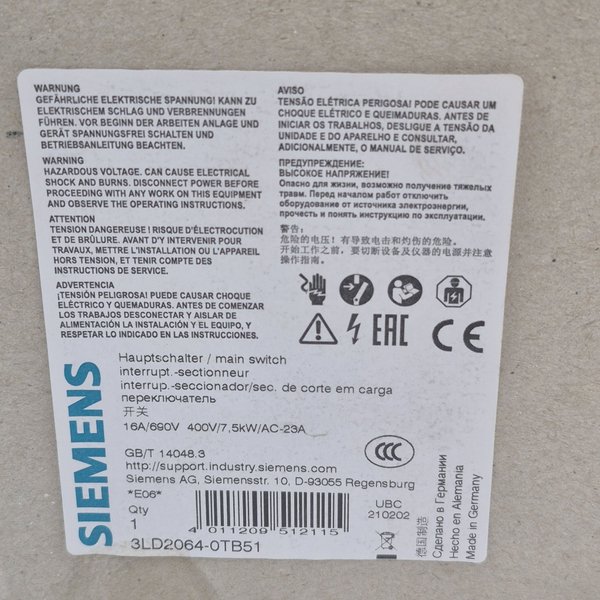 WARNUNG
GEFÄHRLICHE ELEKTRISCHE SPANNUNG! KANN ZU
ELEKTRISCHEM SCHLAG UND VERBRENNUNGEN
FÜHREN. VOR BEGINN DER ARBEITEN ANLAGE UND
GERÄT SPANNUNGSFREI SCHALTEN UND
BETRIEBSANLEITUNG BEACHTEN.
WARNING
HAZARDOUS VOLTAGE. CAN CAUSE ELECTRICAL
SHOCK AND BURNS. DISCONNECT POWER BEFORE
PROCEEDING WITH ANY WORK ON THIS EQUIPMENT
AND OBSERVE THE OPERATING INSTRUCTIONS.
ATTENTION
TENSION DANGEREUSE ! RISQUE D'ÉLECTROCUTION
ET DE BRÛLURE. AVANT D'Y INTERVENIR POUR
TRAVAUX, METTRE L'INSTALLATION OU L'APPAREIL
HORS TENSION, ET TENIR COMPTE DES
INSTRUCTIONS DE SERVICE.
ADVERTENCIA
¡TENSIÓN PELIGROSA! PUEDE CAUSAR CHOQUE
ELÉCTRICO Y QUEMADURAS. ANTES DE COMENZAR
LOS TRABAJOS DESCONECTAR Y AISLAR DE
ALIMENTACIÓN LA INSTALACIÓN Y EL EQUIPO, Y
RESPETAR LO INDICADO EN LAS INSTRUCCIONES.
AVISO
TENSÃO ELÉTRICA PERIGOSA! PODE CAUSAR UM
CHOQUE ELÉTRICO E QUEIMADURAS. ANTES DE
INICIAR OS TRABALHOS, DESLIGUE A TENSÃO DA
UNIDADE E DO APARELHO E CONSULTAR,
ADICIONALMENTE, O MANUAL DE SERVIÇO.
ПРЕДУПРЕЖДЕНИЕ:
ВЫСОКОЕ НАПРЯЖЕНИЕ!
Опасно для жизни, возможно получение тяжелых
травм. Перед началом работ отключить
оборудование от источника электроэнергии,
прочесть и понять инструкцию по эксплуатации.
警告:
危险的电压! 有导致电击和灼伤的危险。
开始工作之前, 要切断设备及仪器的电源并注意
操作指南。
EAC CE
SIEMENS
Hauptschalter / main switch
interrupt.-sectionneur
interrup.-seccionador/sec. de corte em carga
переключатель
开关
16A/690V 400V/7,5kW/AC-23A
GB/T 14048.3
http://support.industry.siemens.com
Siemens AG, Siemensstr. 10, D-93055 Regensburg
*E06*
Qty
1
4 011209 512115
3LD2064-0TB51
CCC
UBC
210202
德国制造
Сделано в Германии
Hecho en Alemania
Made in Germany